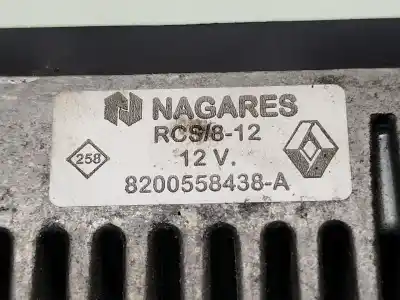 NAGARES
RCS/8-12
258
12 V.
8200558438-A